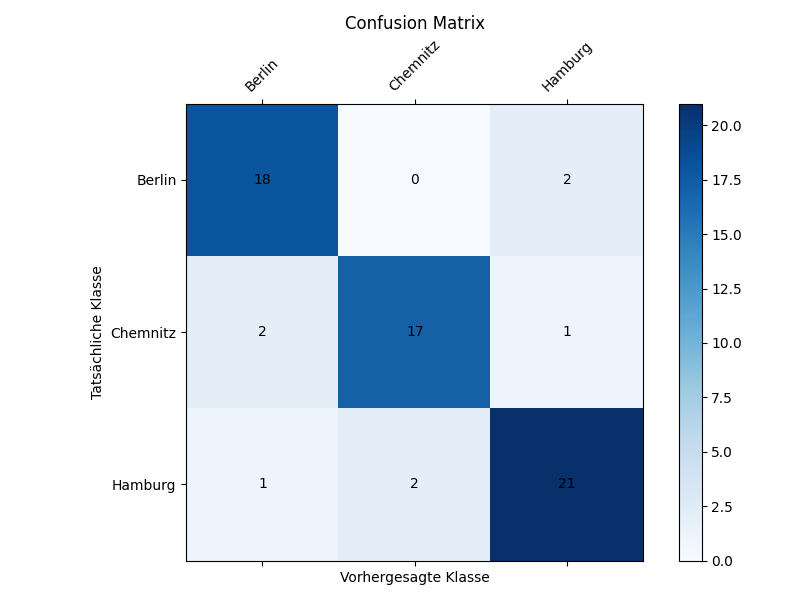 Confusion Matrix
Berlin
Chemnitz
Hamburg
Berlin
18
0
2
Chemnitz
2
17
1
Hamburg
1
2
21
Tatsächliche Klasse
Vorhergesagte Klasse
20.0
17.5
15.0
12.5
10.0
7.5
5.0
2.5
0.0